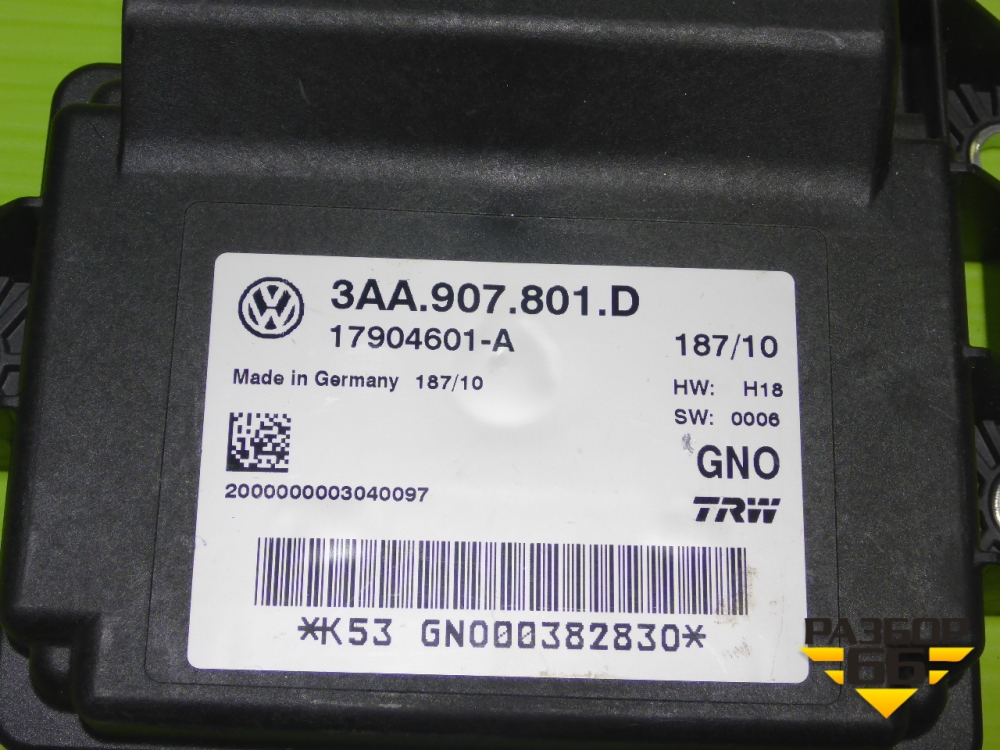 3AA.907.801.D
17904601-A
187/10
Made in Germany 187/10
HW: H18
SW: 0006
GNO
2000000003040097
TRW
*K53 GNO00382830*
РАЗБОР
66